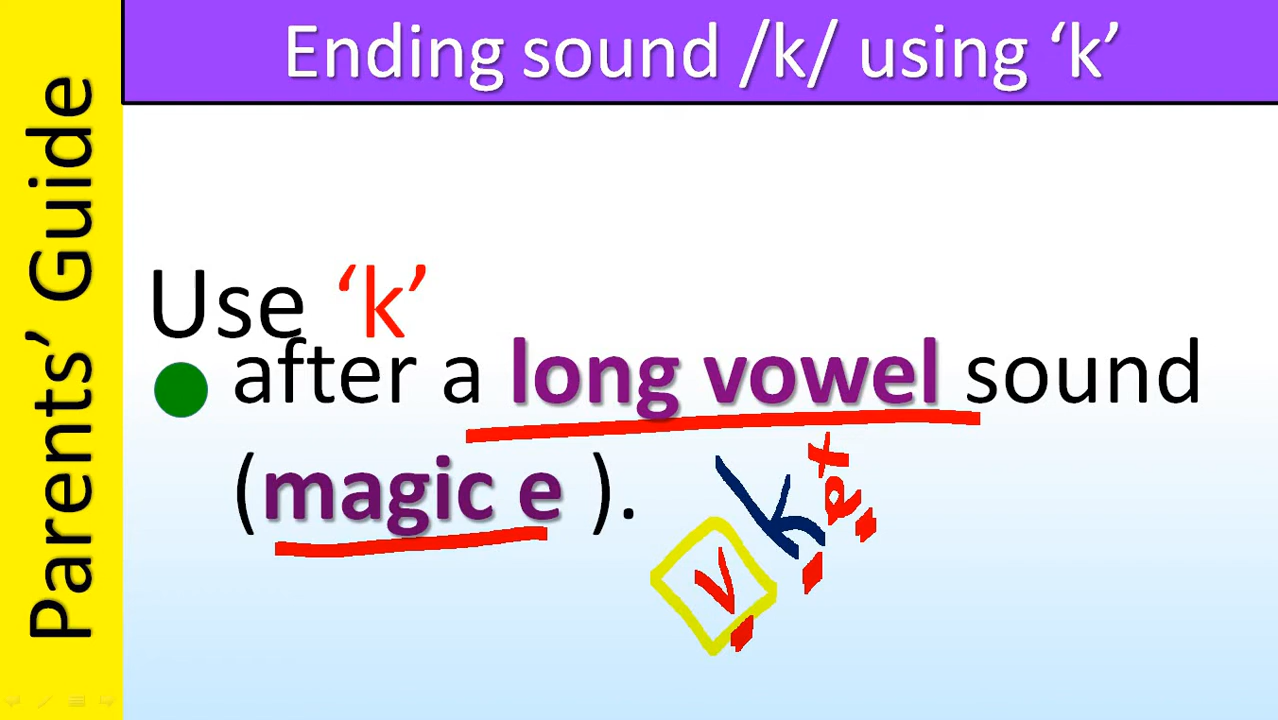 Parents’ Guide
Ending sound /k/ using ‘k’
Use ‘k’
after a long vowel sound
(magic e ).
v k e x